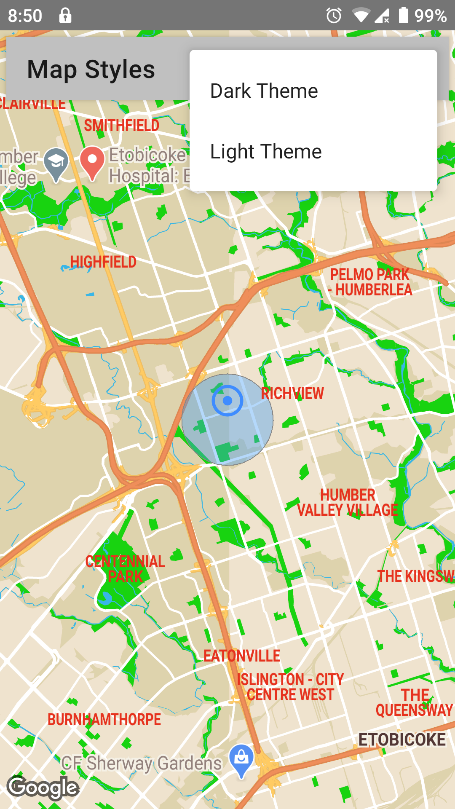 8:50
99%
Map Styles
Dark Theme
Light Theme
CLAIRVILLE
SMITHFIELD
Etobicoke
Hospital:
HIGHFIELD
PELMO PARK
- HUMBERLEA
RICHVIEW
HUMBER
VALLEY VILLAGE
CENTENNIAL
PARK
THE KINGSW
EATONVILLE
ISLINGTON - CITY
CENTRE WEST
THE
QUEENSWAY
BURNHAMTHORPE
ETOBICOKE
CF Sherway Gardens
Google